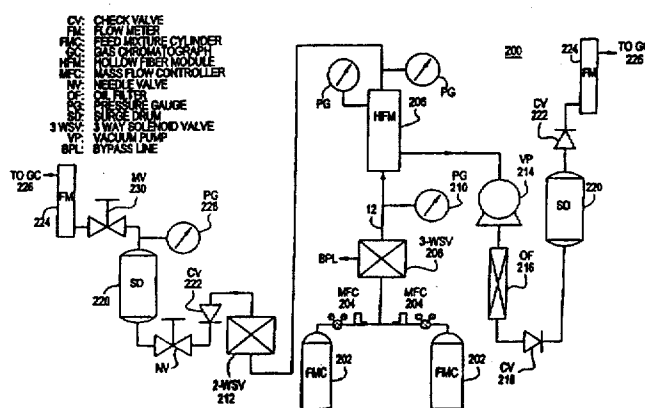 CV: CHECK VALVE
FM: FLOW METER
FMC: FEED MIXTURE CYLINDER
GC: GAS CHROMATOGRAPH
HFM: HOLLOW FIBER MODULE
MFC: MASS FLOW CONTROLLER
NV: NEEDLE VALVE
OF: OIL FILTER
PG: PRESSURE GAUGE
SD: SURGE DRUM
3 WSV: 3 WAY SOLENOID VALVE
VP: VACUUM PUMP
BPL: BYPASS LINE
200
224
FM
TO GC
226
CV
222
PG
PG
HFM
206
VP
214
SD
220
TO GC
226
FM
224
MV
230
PG
228
PG
210
12
3-WSV
208
BPL
OF
216
SD
220
CV
222
NV
2-WSV
212
MFC
204
MFC
204
FMC
202
FMC
202
CV
218